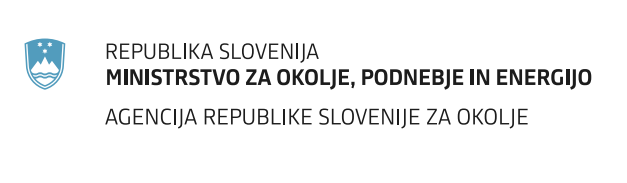 REPUBLIKA SLOVENIJA
MINISTRSTVO ZA OKOLJE, PODNEBJE IN ENERGIJO
AGENCIJA REPUBLIKE SLOVENIJE ZA OKOLJE